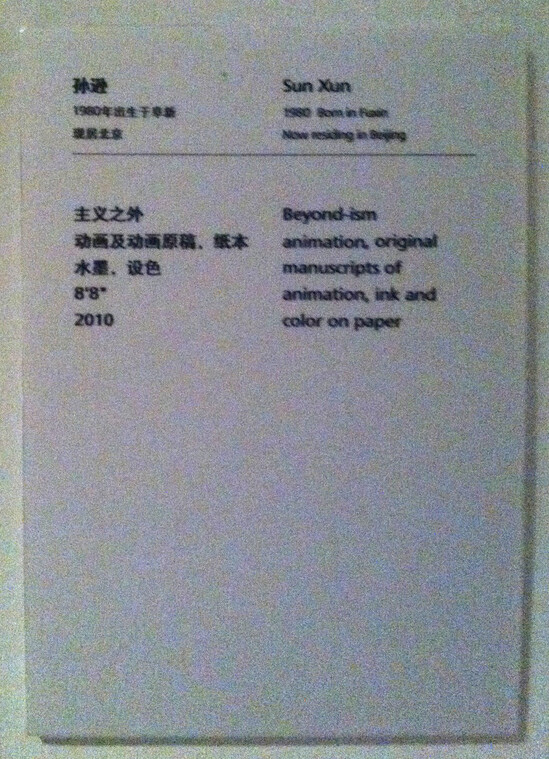 孙逊
1980年出生于阜新
现居北京
Sun Xun
1980 Born in Fuxin
Now residing in Beijing
主义之外
动画及动画原稿、纸本
水墨、设色
8'8"
2010
Beyond-ism
animation, original
manuscripts of
animation, ink and
color on paper